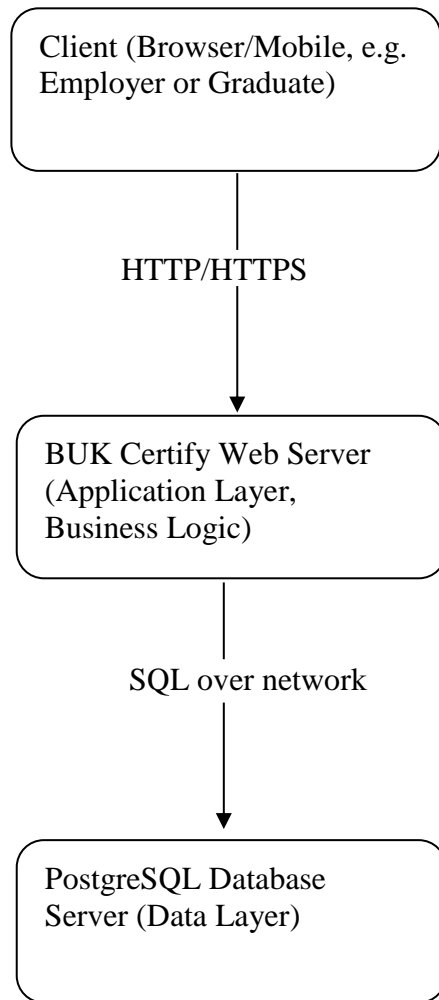 Client (Browser/Mobile, e.g.
Employer or Graduate)
HTTP/HTTPS
BUK Certify Web Server
(Application Layer,
Business Logic)
SQL over network
PostgreSQL Database
Server (Data Layer)